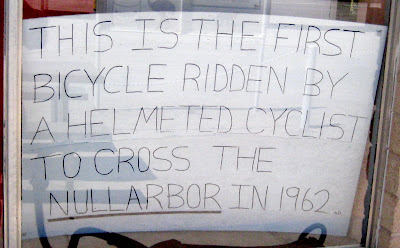 THIS IS THE FIRST
BICYCLE RIDDEN BY
A HELMETED CYCLIST
TO CROSS THE
NULLARBOR IN 1962.